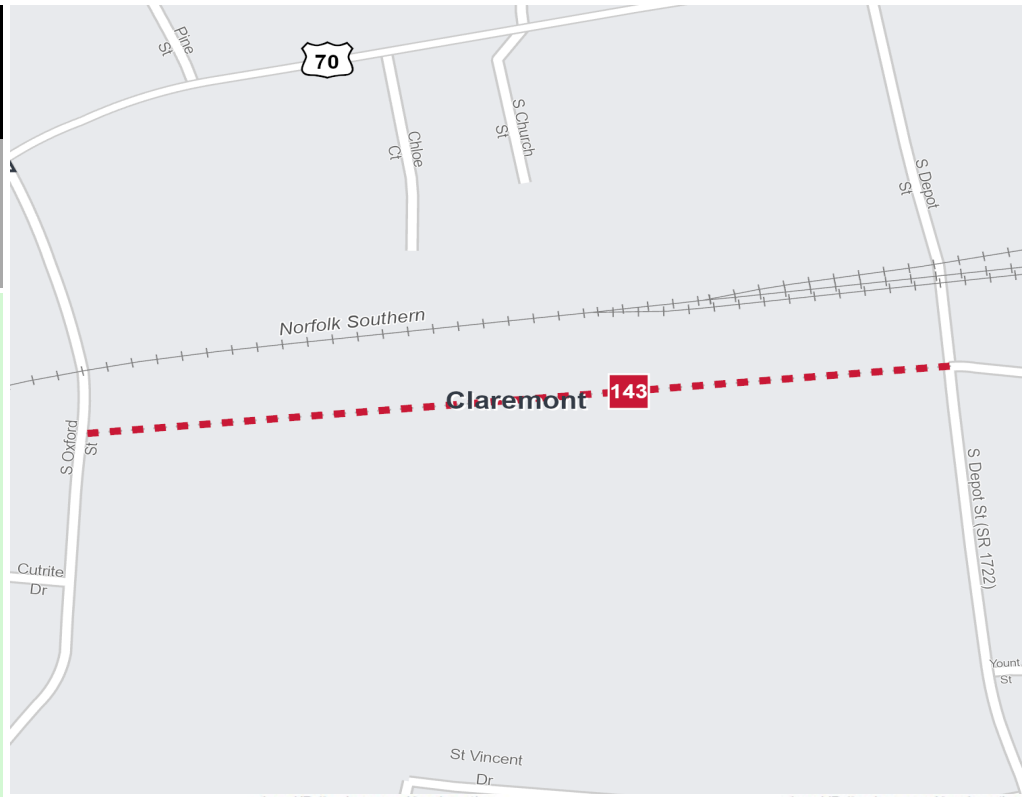 Pine
St
70
S Church
St
Chloe
Ct
S Depot
St
Norfolk Southern
143
Claremont
S Oxford
St
S Depot St (SR 1722)
Cutrite
Dr
Yount
St
St Vincent
Dr